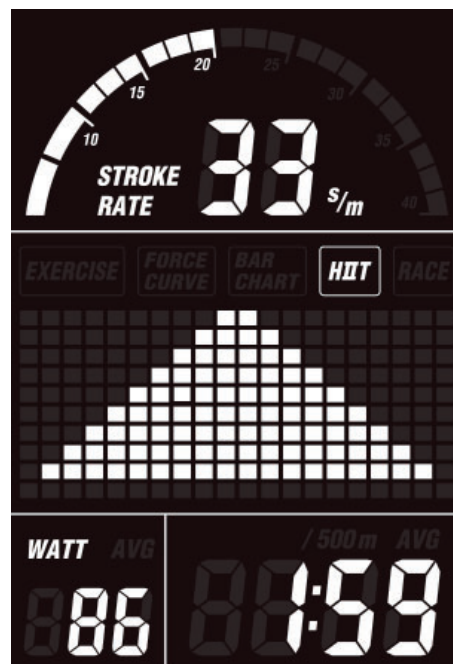 10 15 20 25 30 35 40
STROKE RATE 33 s/m
EXERCISE FORCE CURVE BAR CHART HIIT RACE
WATT AVG /500m AVG
86 1:59